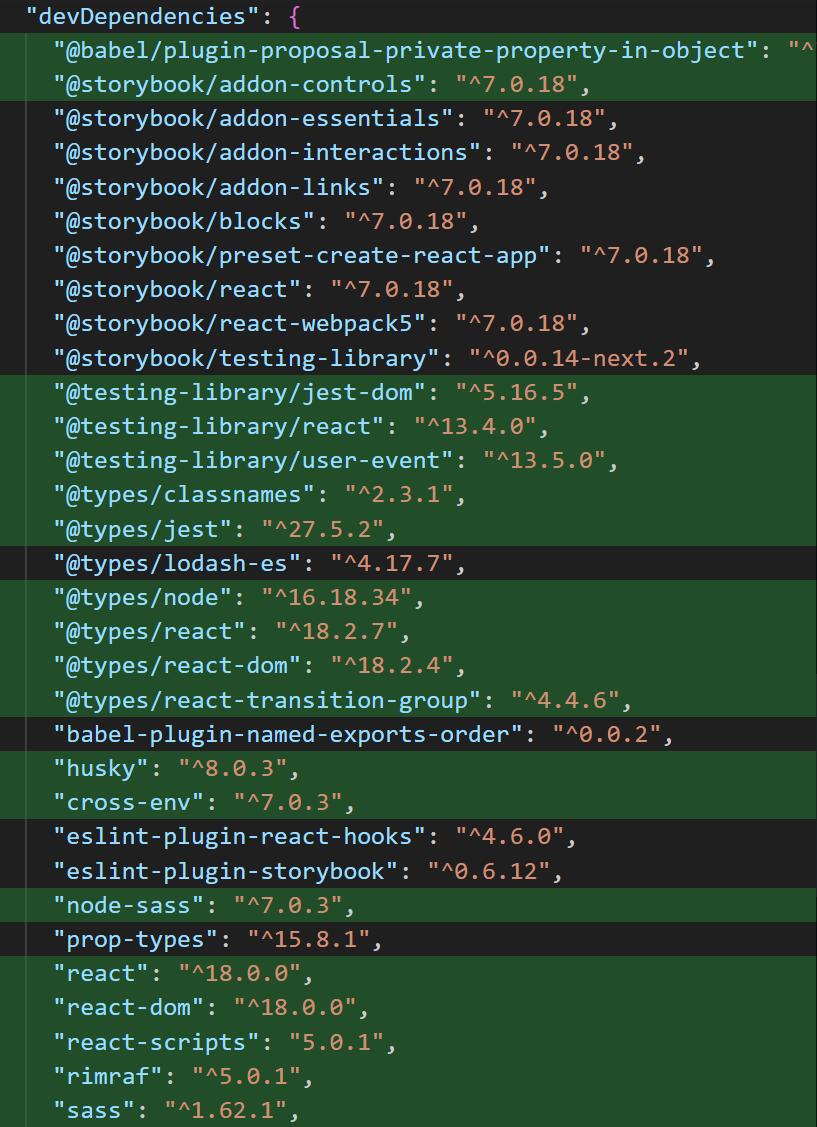 "devDependencies": {
"@babel/plugin-proposal-private-property-in-object": "^
"@storybook/addon-controls": "^7.0.18",
"@storybook/addon-essentials": "^7.0.18",
"@storybook/addon-interactions": "^7.0.18",
"@storybook/addon-links": "^7.0.18",
"@storybook/blocks": "^7.0.18",
"@storybook/preset-create-react-app": "^7.0.18",
"@storybook/react": "^7.0.18",
"@storybook/react-webpack5": "^7.0.18",
"@storybook/testing-library": "^0.0.14-next.2",
"@testing-library/jest-dom": "^5.16.5",
"@testing-library/react": "^13.4.0",
"@testing-library/user-event": "^13.5.0",
"@types/classnames": "^2.3.1",
"@types/jest": "^27.5.2",
"@types/lodash-es": "^4.17.7",
"@types/node": "^16.18.34",
"@types/react": "^18.2.7",
"@types/react-dom": "^18.2.4",
"@types/react-transition-group": "^4.4.6",
"babel-plugin-named-exports-order": "^0.0.2",
"husky": "^8.0.3",
"cross-env": "^7.0.3",
"eslint-plugin-react-hooks": "^4.6.0",
"eslint-plugin-storybook": "^0.6.12",
"node-sass": "^7.0.3",
"prop-types": "^15.8.1",
"react": "^18.0.0",
"react-dom": "^18.0.0",
"react-scripts": "5.0.1",
"rimraf": "^5.0.1",
"sass": "^1.62.1",